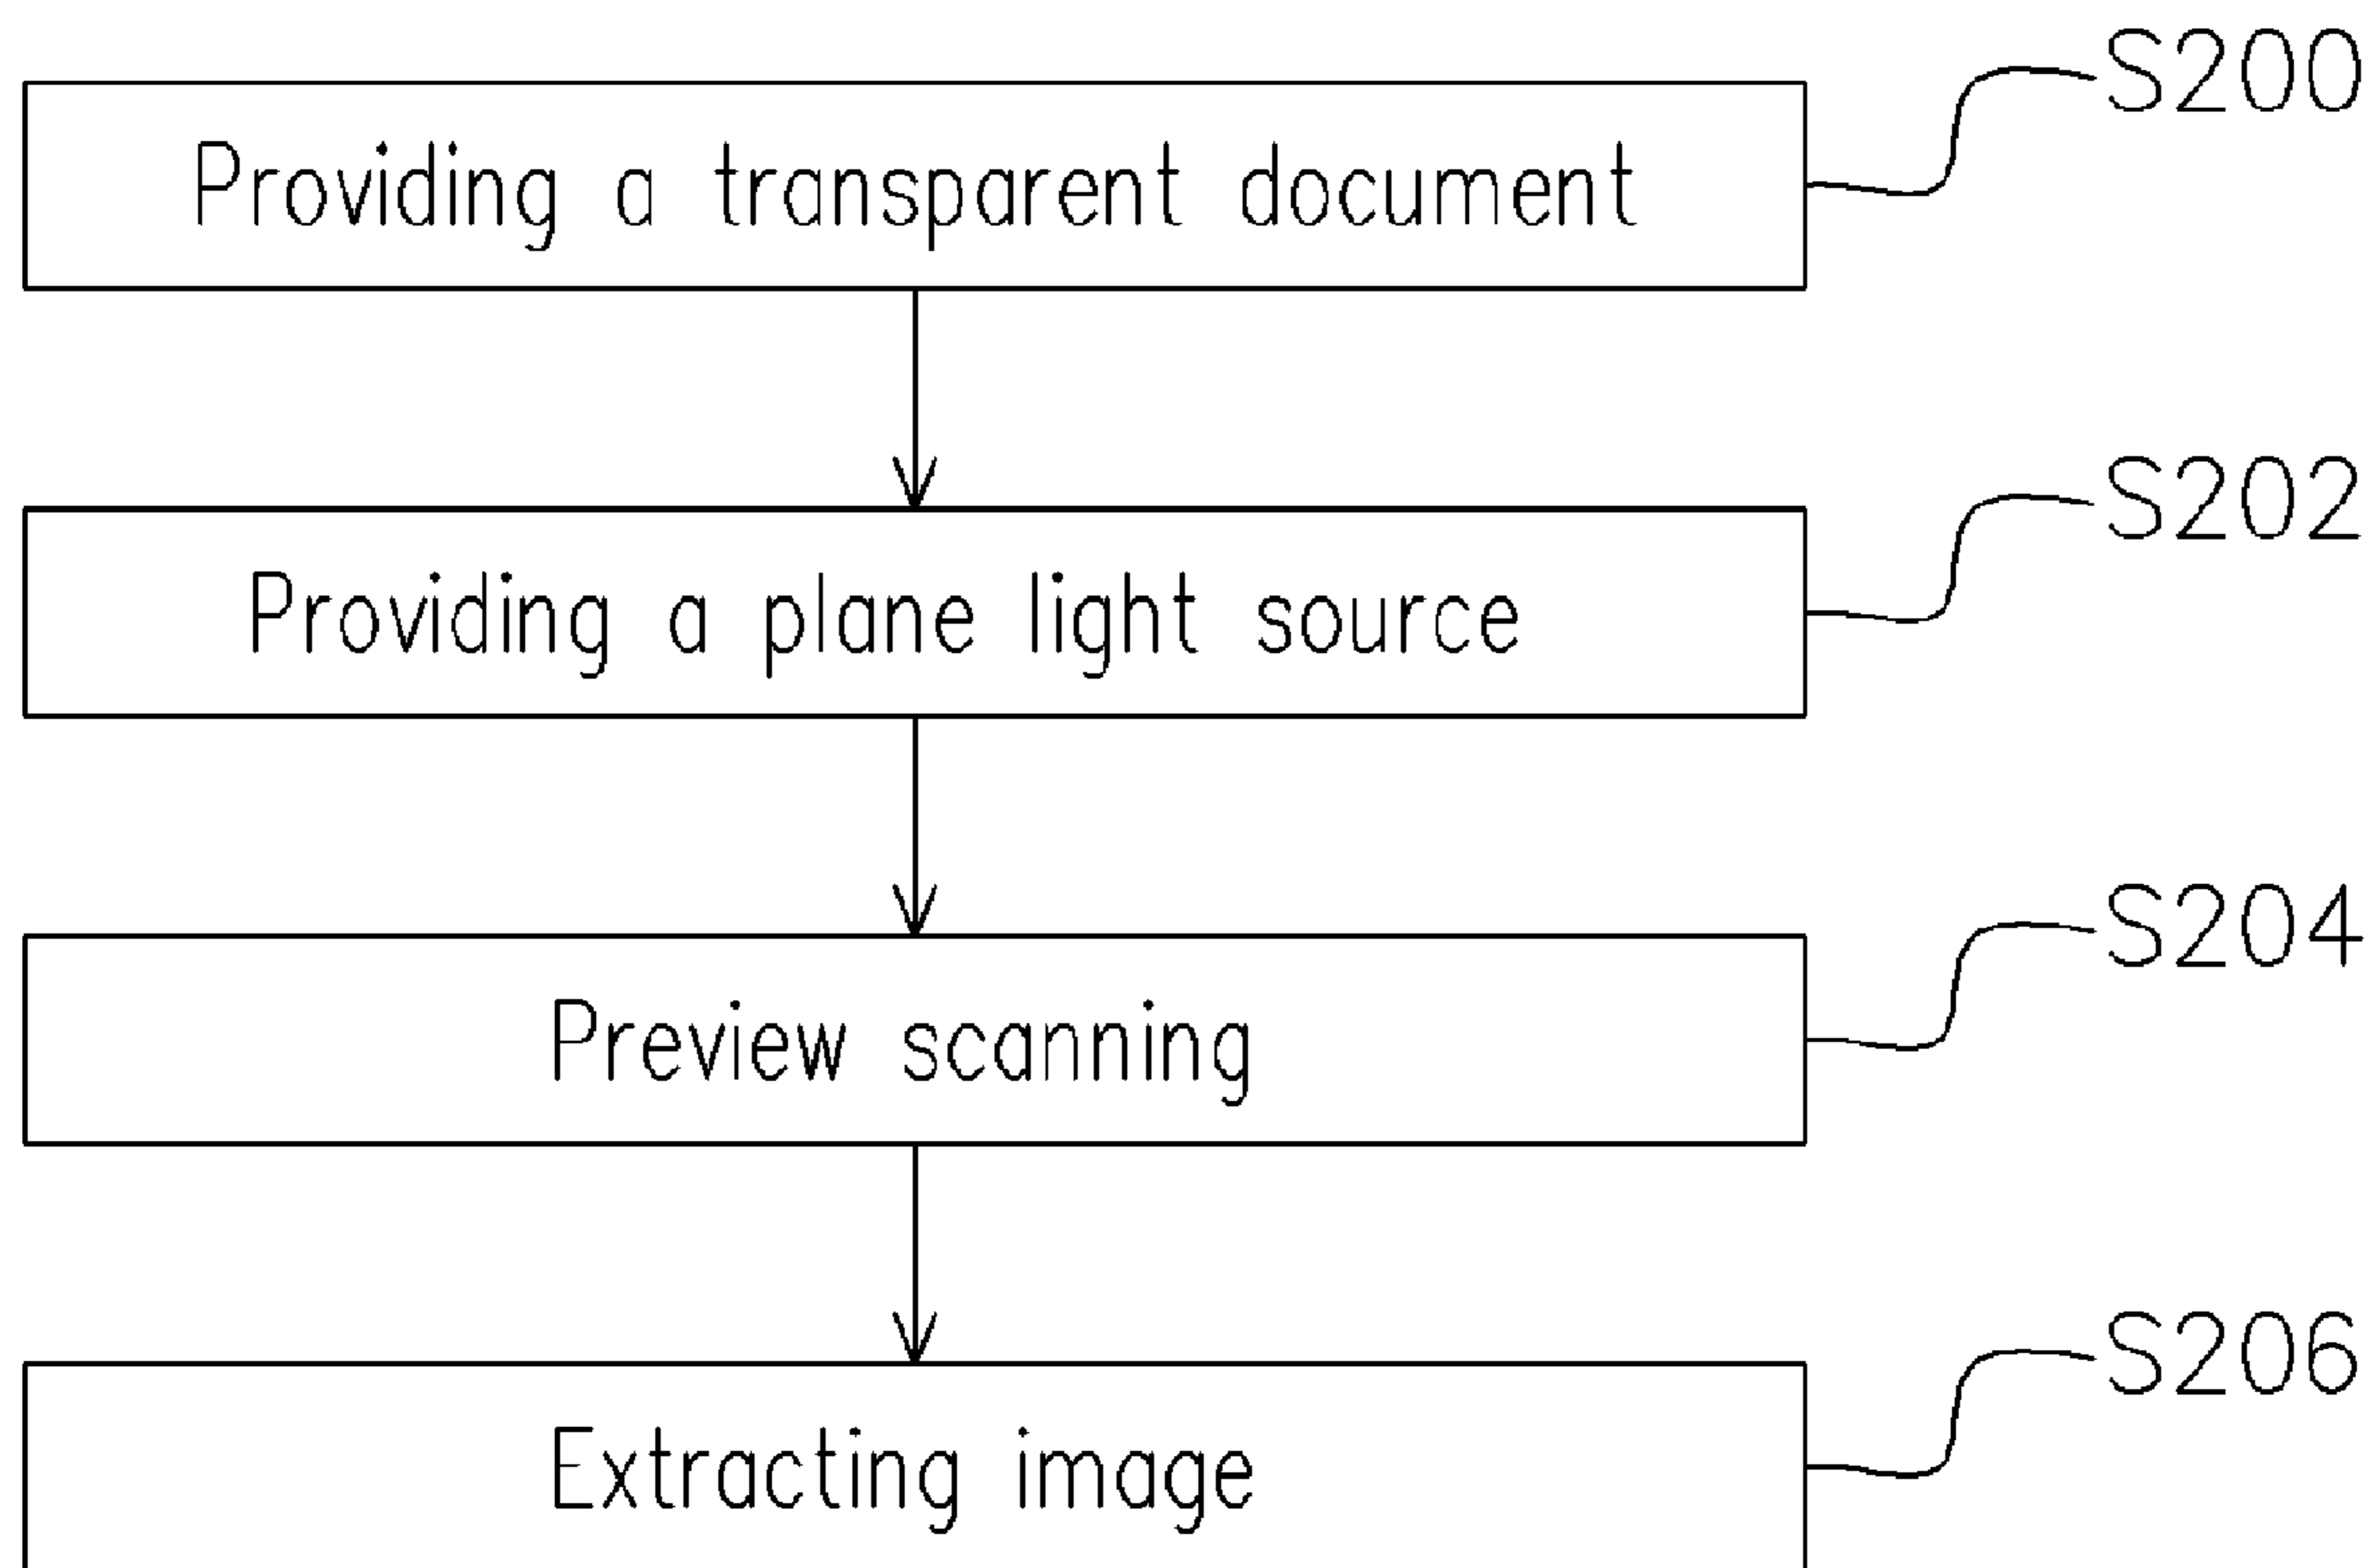 S200
Providing a transparent document
S202
Providing a plane light source
S204
Preview scanning
S206
Extracting image